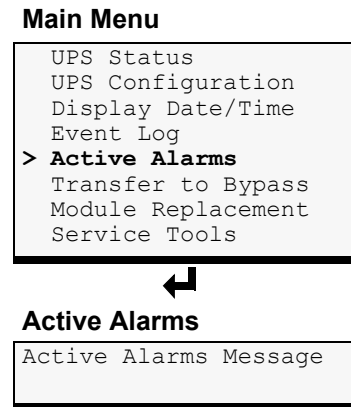 Main Menu
UPS Status
UPS Configuration
Display Date/Time
Event Log
> Active Alarms
Transfer to Bypass
Module Replacement
Service Tools
Active Alarms
Active Alarms Message